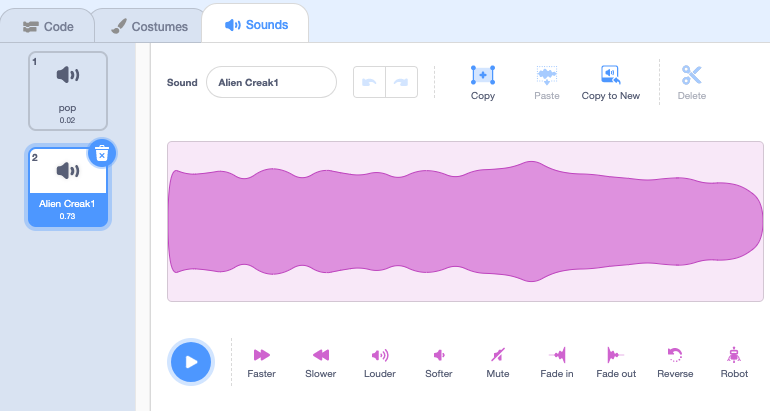 Code
Costumes
Sounds
1
pop
0.02
2
Alien Creak1
0.73
Sound
Alien Creak1
Copy
Paste
Copy to New
Delete
Faster
Slower
Louder
Softer
Mute
Fade in
Fade out
Reverse
Robot